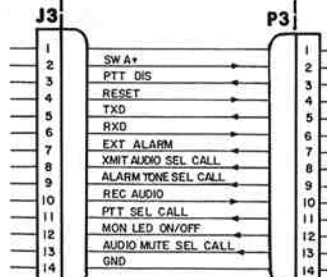 J3 P3
1 1
SW A+
2 2
PTT DIS
3 3
RESET
4 4
TXD
5 5
RXD
6 6
EXT ALARM
7 7
XMIT AUDIO SEL CALL
8 8
ALARM TONE SEL CALL
9 9
REC AUDIO
10 10
PTT SEL CALL
11 11
MON LED ON/OFF
12 12
AUDIO MUTE SEL CALL
13 13
GND
14 14